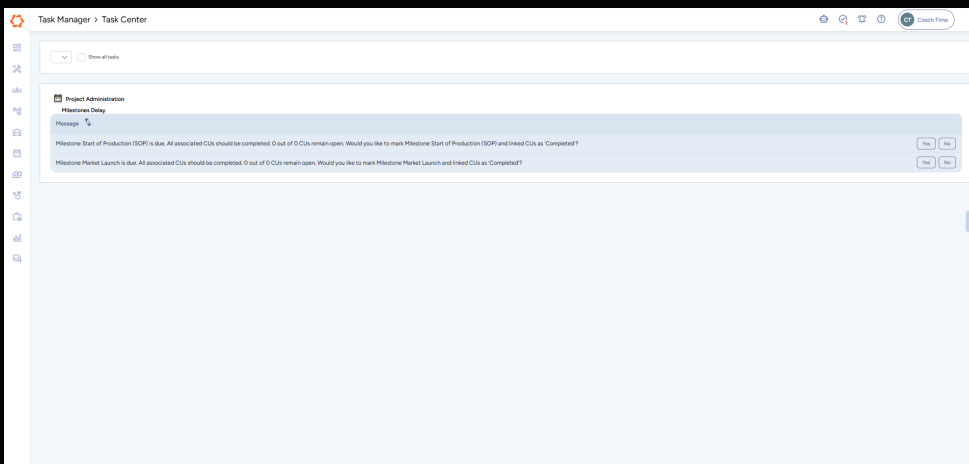 Task Manager > Task Center
CT Coach Timo
Show all tasks
Project Administration
Milestones Delay
Message
Milestone Start of Production (SOP) is due. All associated CUs should be completed. 0 out of 0 CUs remain open. Would you like to mark Milestone Start of Production (SOP) and linked CUs as 'Completed'? Yes No
Milestone Market Launch is due. All associated CUs should be completed. 0 out of 0 CUs remain open. Would you like to mark Milestone Market Launch and linked CUs as 'Completed'? Yes No